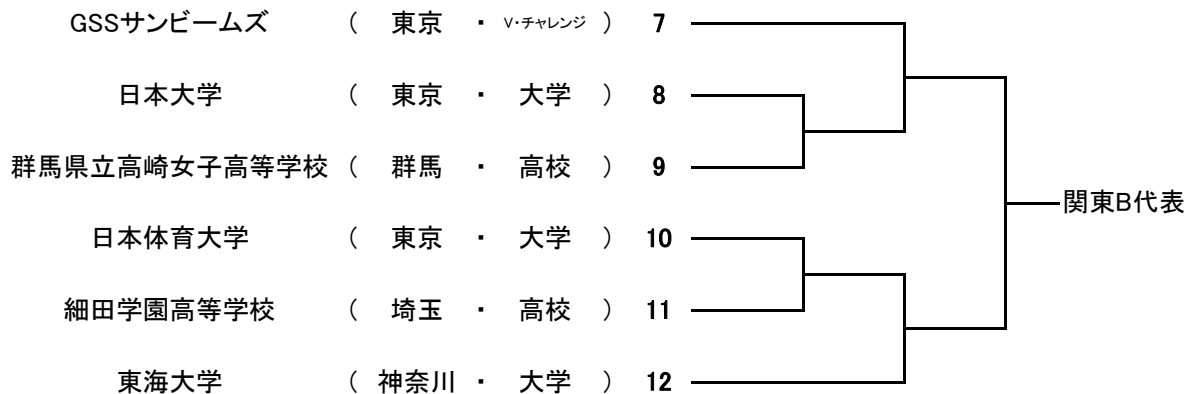 GSSサンビームズ ( 東京 ・ V・チャレンジ ) 7
日本大学 ( 東京 ・ 大学 ) 8
群馬県立高崎女子高等学校 ( 群馬 ・ 高校 ) 9
関東B代表
日本体育大学 ( 東京 ・ 大学 ) 10
細田学園高等学校 ( 埼玉 ・ 高校 ) 11
東海大学 ( 神奈川 ・ 大学 ) 12